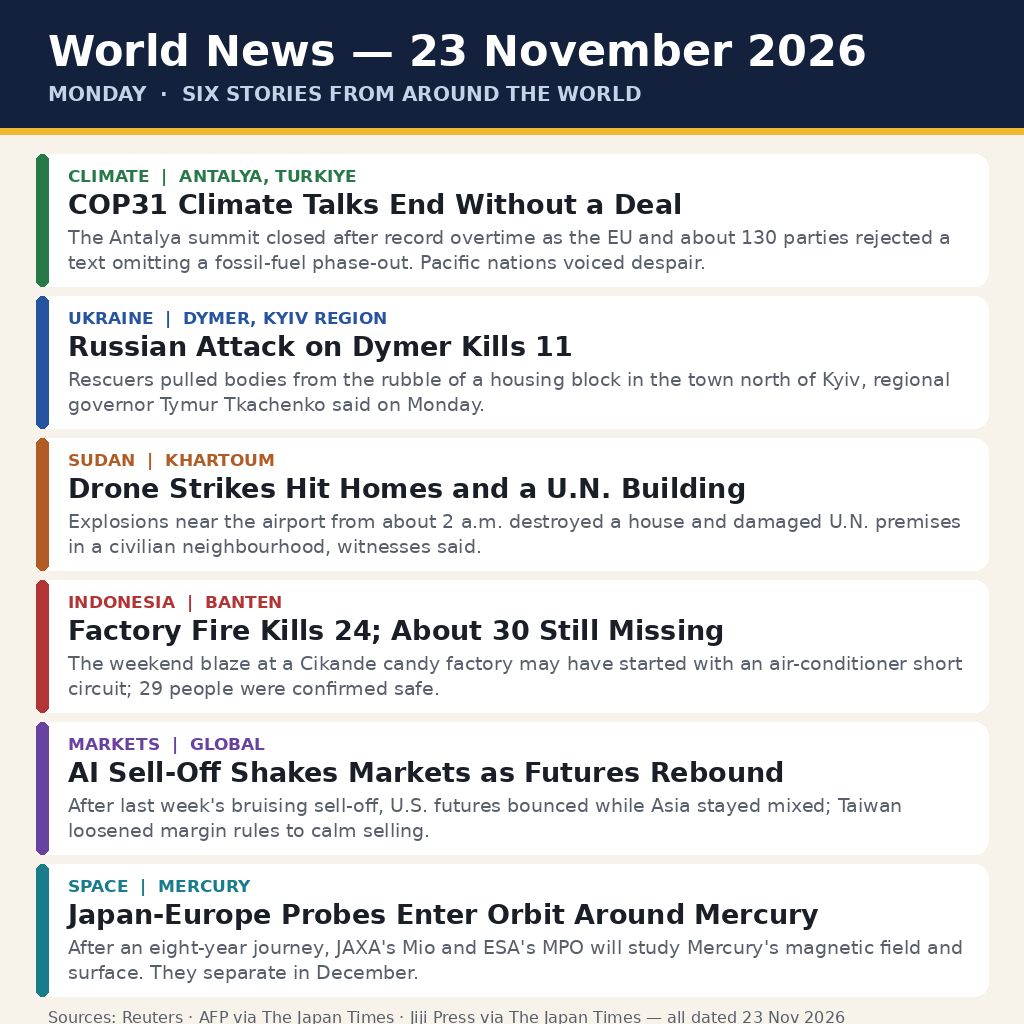 World News — 23 November 2026
MONDAY · SIX STORIES FROM AROUND THE WORLD
CLIMATE | ANTALYA, TURKIYE
COP31 Climate Talks End Without a Deal
The Antalya summit closed after record overtime as the EU and about 130 parties rejected a
text omitting a fossil-fuel phase-out. Pacific nations voiced despair.
UKRAINE | DYMER, KYIV REGION
Russian Attack on Dymer Kills 11
Rescuers pulled bodies from the rubble of a housing block in the town north of Kyiv, regional
governor Tymur Tkachenko said on Monday.
SUDAN | KHARTOUM
Drone Strikes Hit Homes and a U.N. Building
Explosions near the airport from about 2 a.m. destroyed a house and damaged U.N. premises
in a civilian neighbourhood, witnesses said.
INDONESIA | BANTEN
Factory Fire Kills 24; About 30 Still Missing
The weekend blaze at a Cikande candy factory may have started with an air-conditioner short
circuit; 29 people were confirmed safe.
MARKETS | GLOBAL
AI Sell-Off Shakes Markets as Futures Rebound
After last week's bruising sell-off, U.S. futures bounced while Asia stayed mixed; Taiwan
loosened margin rules to calm selling.
SPACE | MERCURY
Japan-Europe Probes Enter Orbit Around Mercury
After an eight-year journey, JAXA's Mio and ESA's MPO will study Mercury's magnetic field and
surface. They separate in December.
Sources: Reuters · AFP via The Japan Times · Jiji Press via The Japan Times — all dated 23 Nov 2026